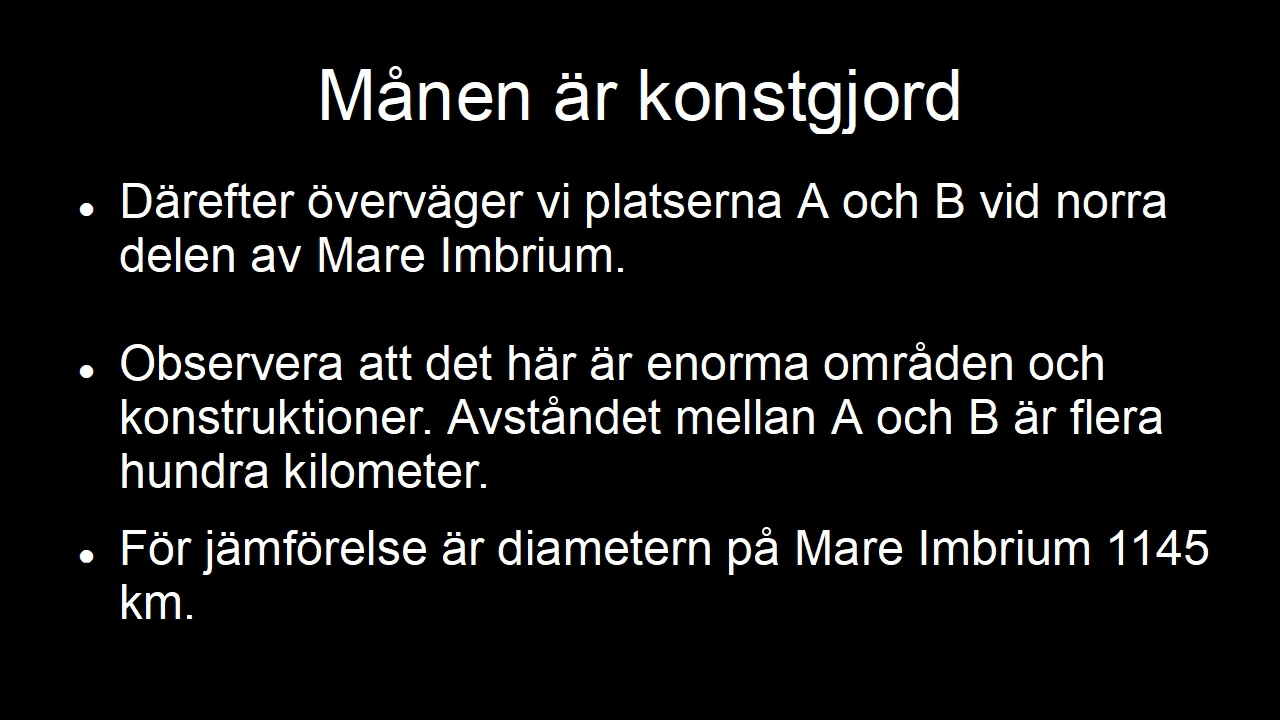 Månen är konstgjord
● Därefter överväger vi platserna A och B vid norra
delen av Mare Imbrium.
● Observera att det här är enorma områden och
konstruktioner. Avståndet mellan A och B är flera
hundra kilometer.
● För jämförelse är diametern på Mare Imbrium 1145
km.